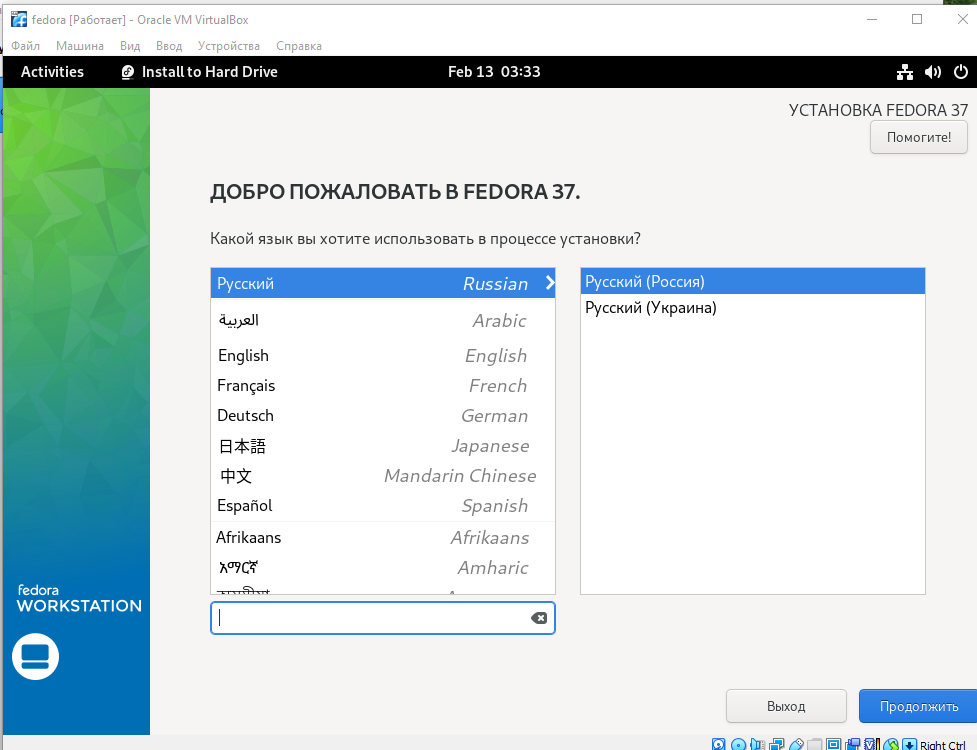 fedora [Работает] - Oracle VM VirtualBox
Файл Машина Вид Ввод Устройства Справка
Activities Install to Hard Drive Feb 13 03:33
УСТАНОВКА FEDORA 37
Помогите!
ДОБРО ПОЖАЛОВАТЬ В FEDORA 37.
Какой язык вы хотите использовать в процессе установки?
Русский Russian
العربية Arabic
English English
Français French
Deutsch German
日本語 Japanese
中文 Mandarin Chinese
Español Spanish
Afrikaans Afrikaans
አማርኛ Amharic
Русский (Россия)
Русский (Украина)
fedora
WORKSTATION
Выход Продолжить
Right Ctrl